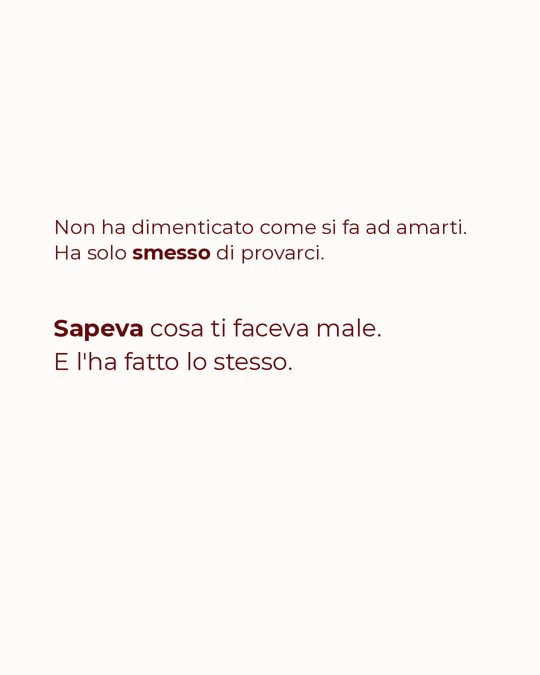 Non ha dimenticato come si fa ad amarti.
Ha solo smesso di provarci.
Sapeva cosa ti faceva male.
E l'ha fatto lo stesso.